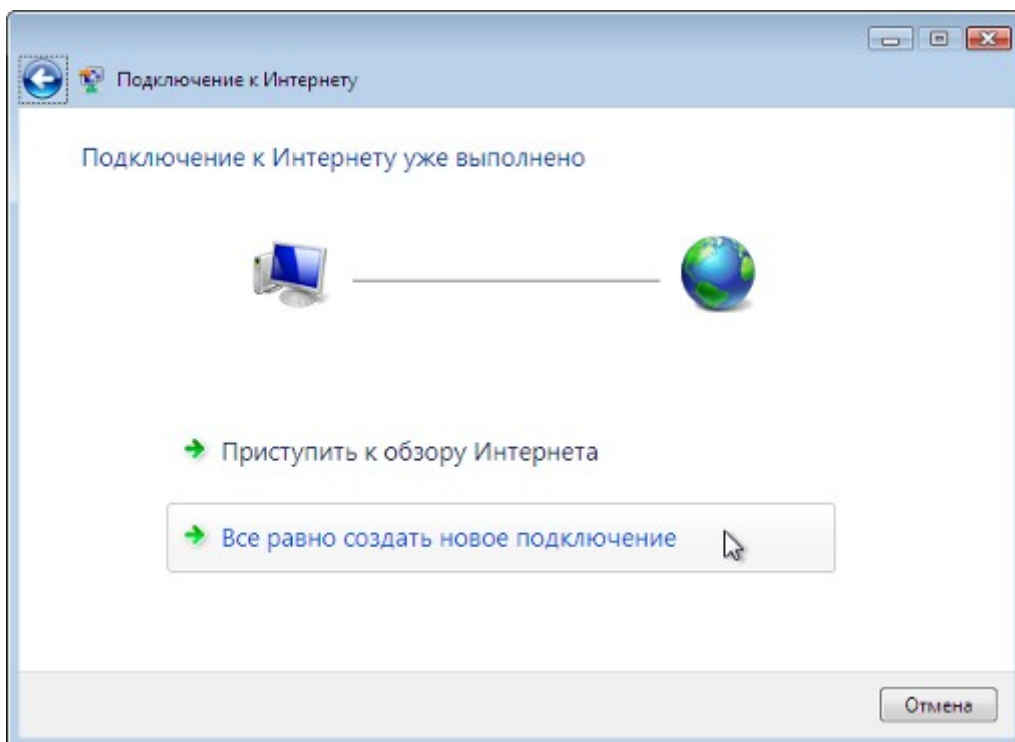 Подключение к Интернету
Подключение к Интернету уже выполнено
Приступить к обзору Интернета
Все равно создать новое подключение
Отмена